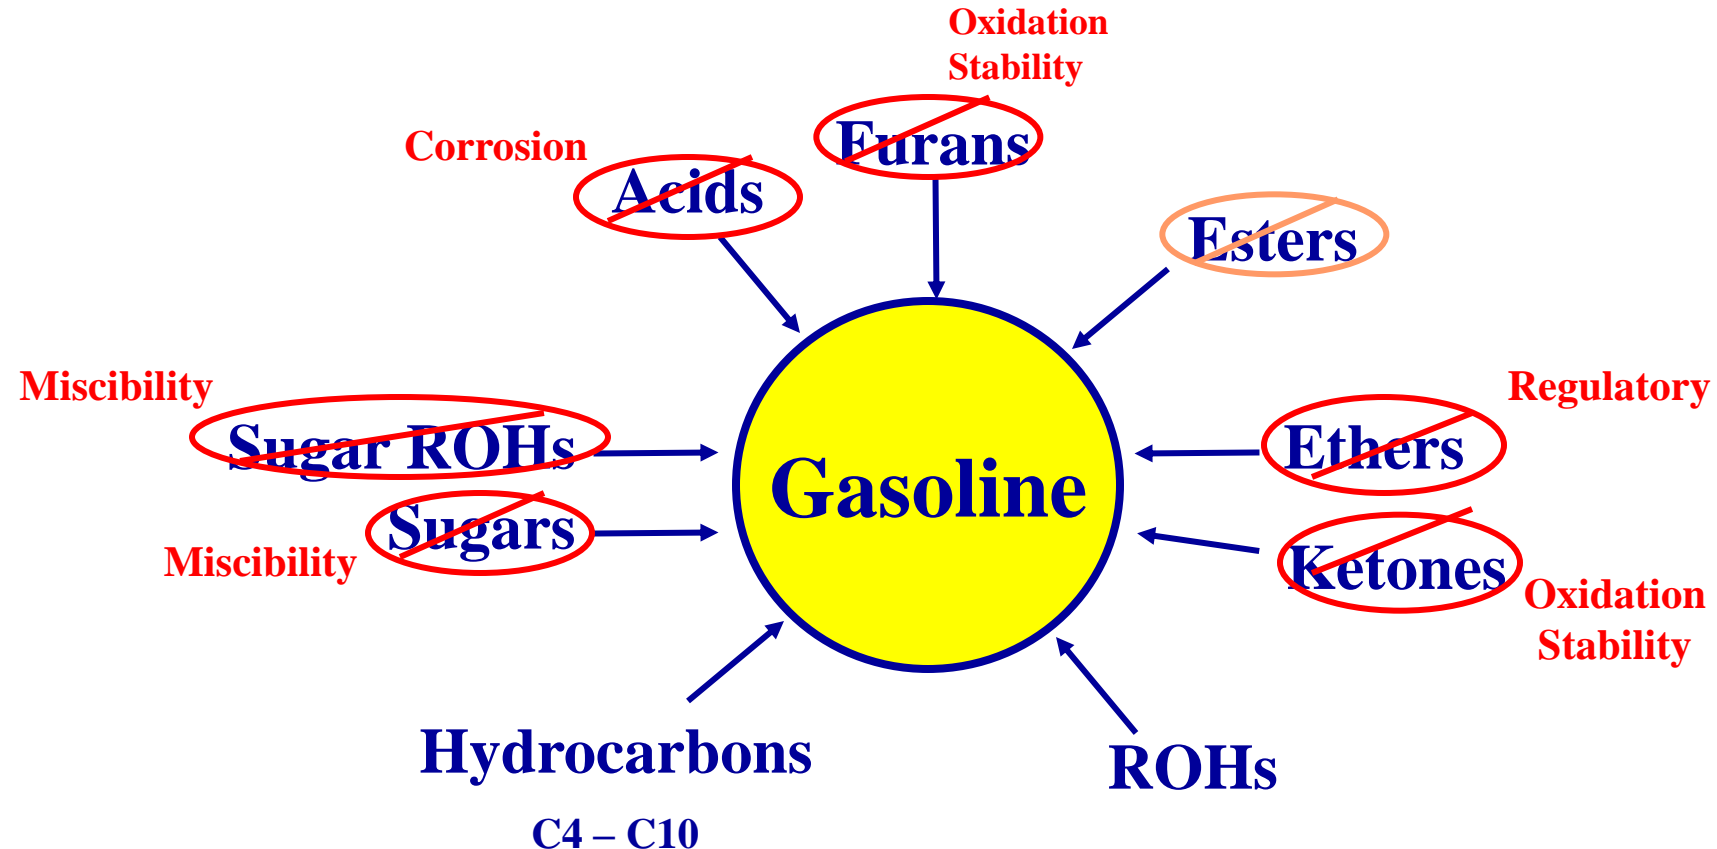 Oxidation
Stability
Furans
Corrosion
Acids
Esters
Miscibility
Sugar ROHs
Regulatory
Ethers
Gasoline
Sugars
Miscibility
Ketones
Oxidation
Stability
Hydrocarbons
C4 – C10
ROHs